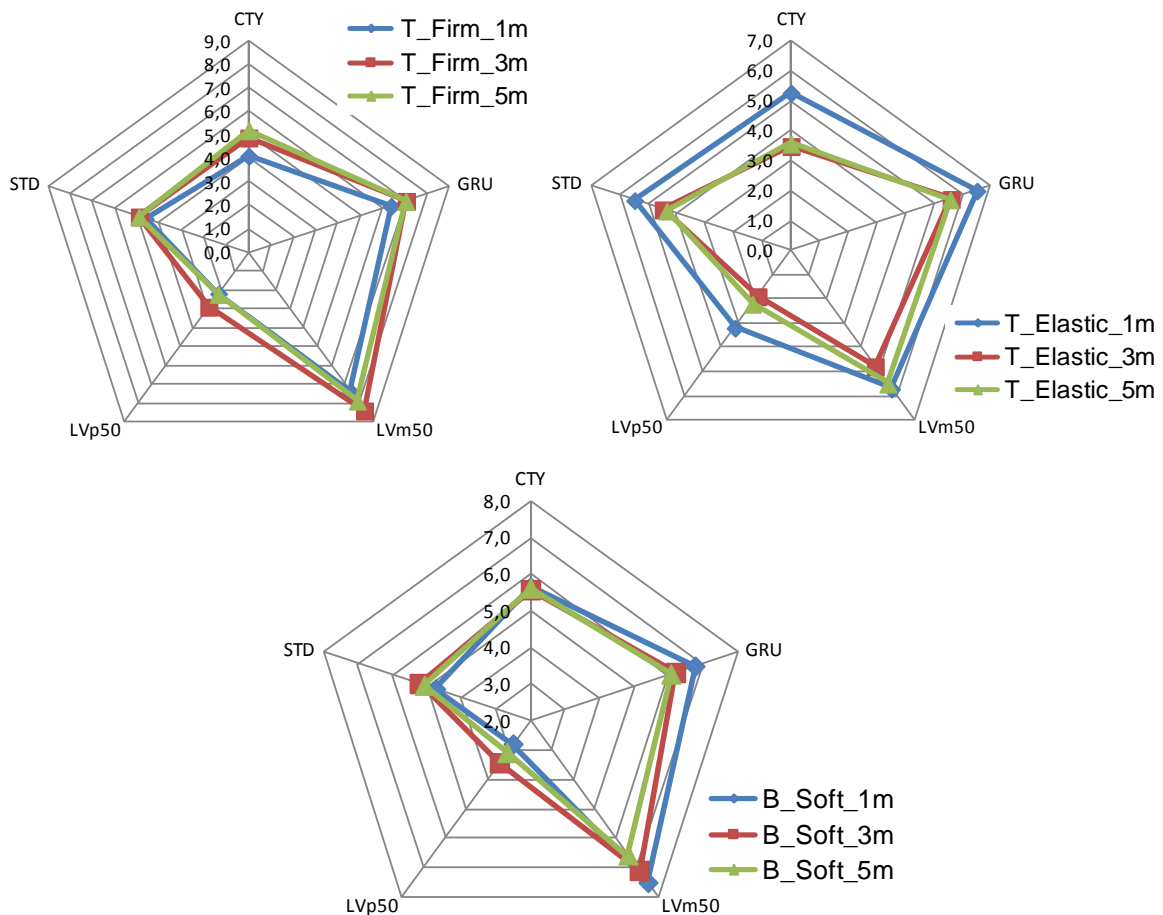 CTY
9,0
8,0
7,0
6,0
5,0
4,0
3,0
2,0
1,0
0,0
GRU
LVm50
LVp50
STD
T_Firm_1m
T_Firm_3m
T_Firm_5m
CTY
7,0
6,0
5,0
4,0
3,0
2,0
1,0
0,0
GRU
LVm50
LVp50
STD
T_Elastic_1m
T_Elastic_3m
T_Elastic_5m
CTY
8,0
7,0
6,0
5,0
4,0
3,0
2,0
GRU
LVm50
LVp50
STD
B_Soft_1m
B_Soft_3m
B_Soft_5m